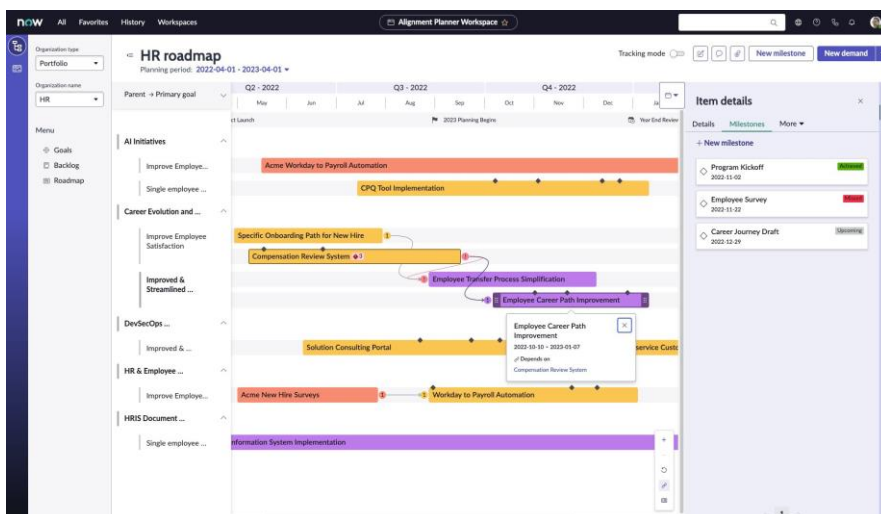 now
All Favorites History Workspaces
Alignment Planner Workspace
Organization type
Portfolio
Organization name
HR
Menu
Goals
Backlog
Roadmap
HR roadmap
Planning period: 2022-04-01 - 2023-04-01
Tracking mode
New milestone
New demand
Parent → Primary goal
Q2 - 2022 Q3 - 2022 Q4 - 2022
May Jun Jul Aug Sep Oct Nov Dec
ct Launch 2023 Planning Begins Year End Review
AI Initiatives
Improve Employe...
Acme Workday to Payroll Automation
Single employee ...
CPQ Tool Implementation
Career Evolution and ...
Improve Employee
Satisfaction
Specific Onboarding Path for New Hire 1
Compensation Review System
Improved &
Streamlined ...
Employee Transfer Process Simplification
Employee Career Path Improvement
Employee Career Path
Improvement
2022-10-10 – 2023-01-07
Depends on
Compensation Review System
DevSecOps ...
Improved & ...
Solution Consulting Portal
service Custo
HR & Employee ...
Improve Employe...
Acme New Hire Surveys 1
1 Workday to Payroll Automation
HRIS Document ...
Single employee ...
nformation System Implementation
Item details
Details Milestones More
+ New milestone
Program Kickoff Achieved
2022-11-02
Employee Survey Missed
2022-11-22
Career Journey Draft Upcoming
2022-12-29